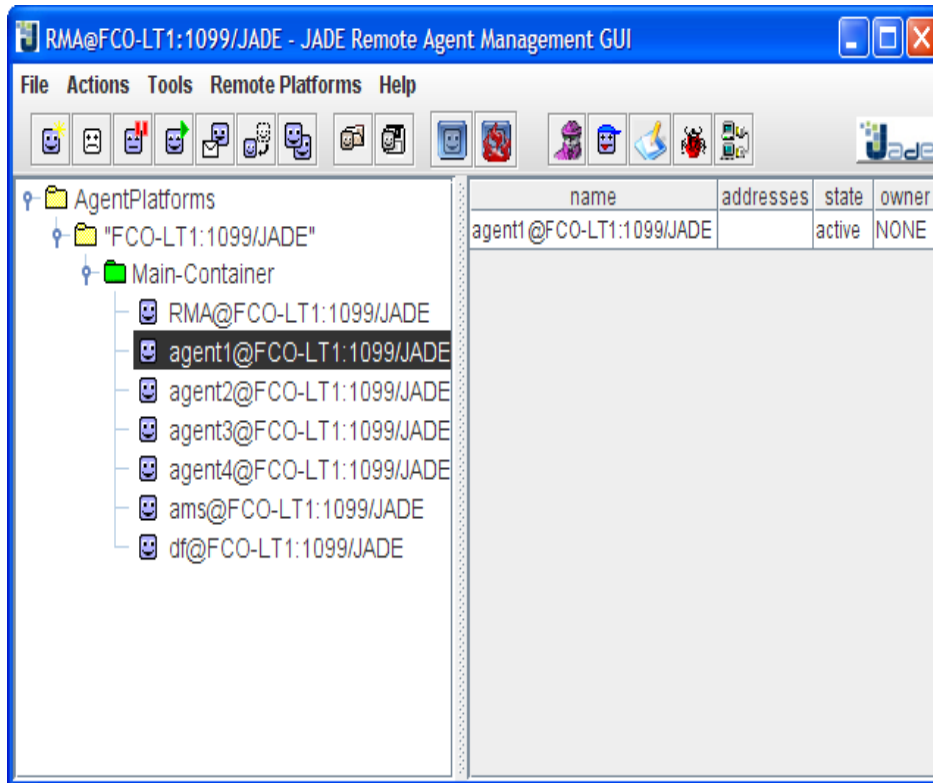 RMA@FCO-LT1:1099/JADE - JADE Remote Agent Management GUI
File Actions Tools Remote Platforms Help
Jade
AgentPlatforms
"FCO-LT1:1099/JADE"
Main-Container
RMA@FCO-LT1:1099/JADE
agent1@FCO-LT1:1099/JADE
agent2@FCO-LT1:1099/JADE
agent3@FCO-LT1:1099/JADE
agent4@FCO-LT1:1099/JADE
ams@FCO-LT1:1099/JADE
df@FCO-LT1:1099/JADE
name addresses state owner
agent1@FCO-LT1:1099/JADE active NONE